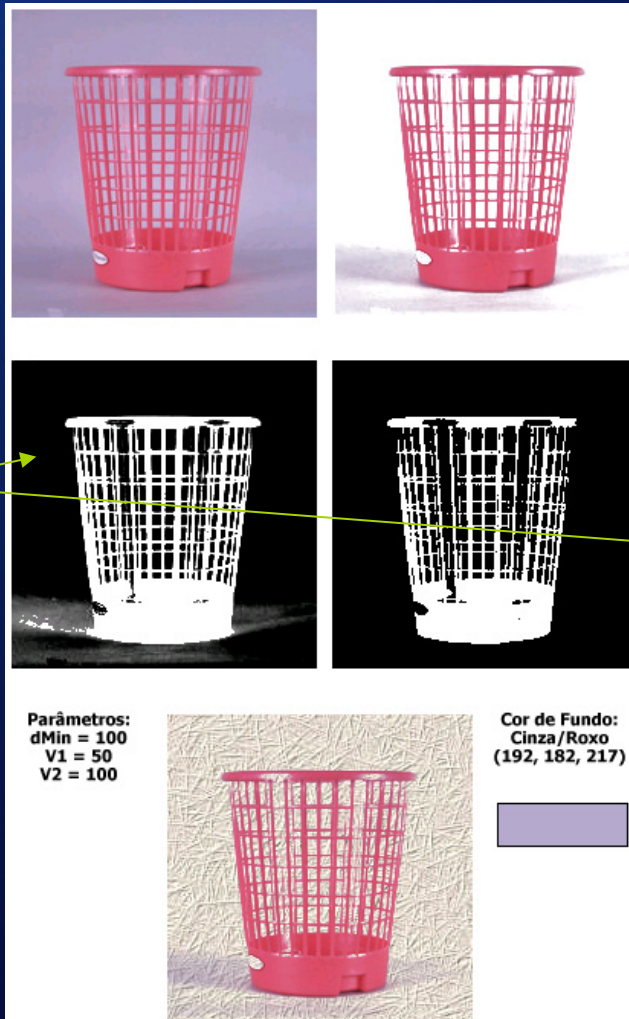 Parâmetros:
dMin = 100
V1 = 50
V2 = 100
Cor de Fundo:
Cinza/Roxo
(192, 182, 217)